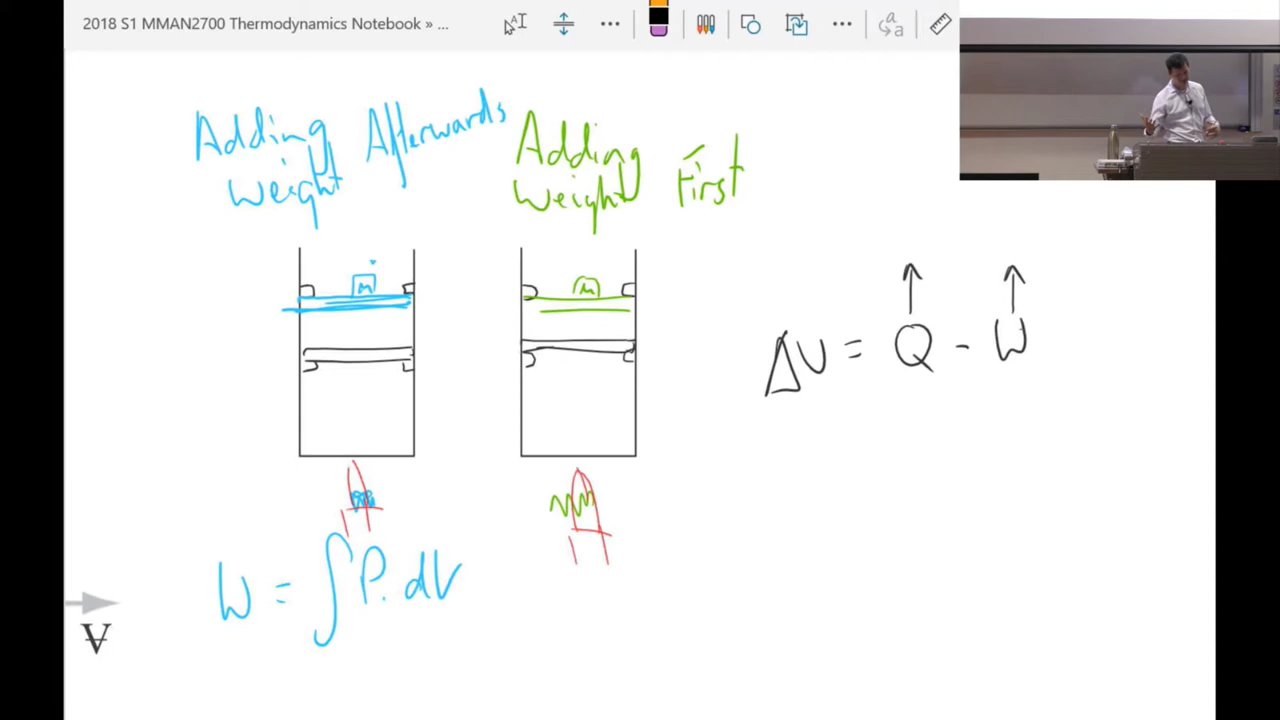 2018 S1 MMAN2700 Thermodynamics Notebook » ...
Adding Afterwards
weight
Adding
Weight First
m
m
ΔU = Q - W
W = ∫ P. dV
V